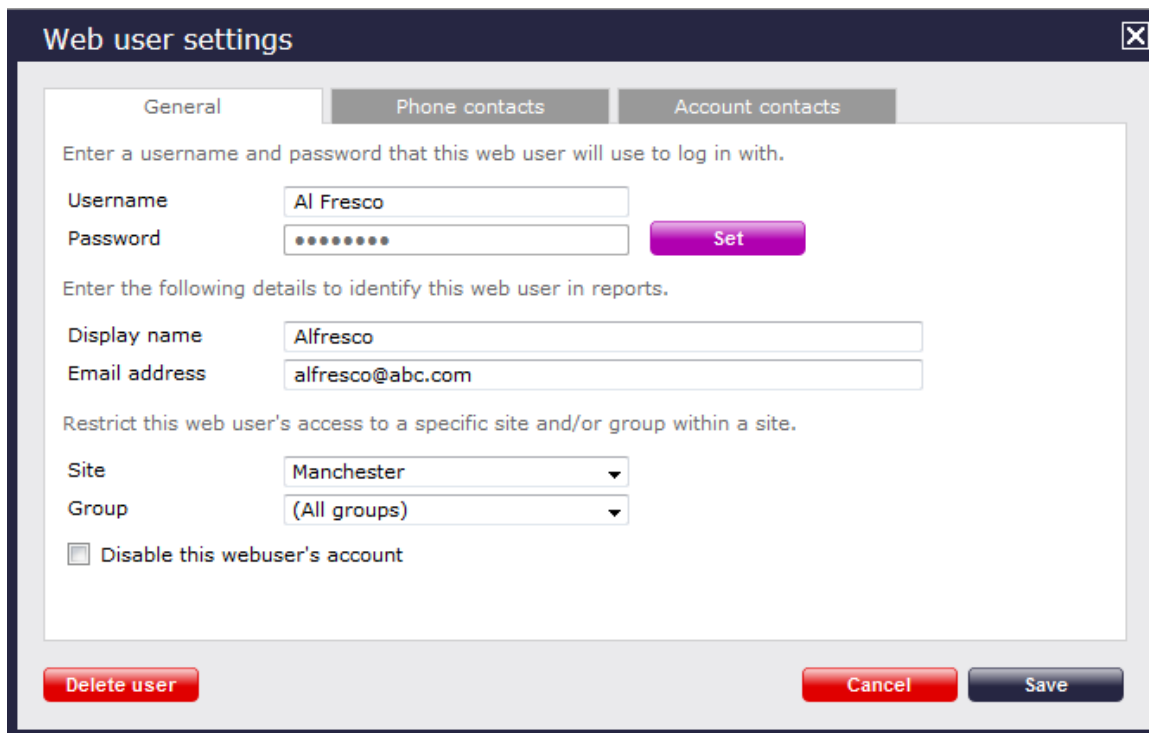 Web user settings
General Phone contacts Account contacts
Enter a username and password that this web user will use to log in with.
Username Al Fresco
Password ●●●●●●●● Set
Enter the following details to identify this web user in reports.
Display name Alfresco
Email address alfresco@abc.com
Restrict this web user's access to a specific site and/or group within a site.
Site Manchester
Group (All groups)
Disable this webuser's account
Delete user Cancel Save